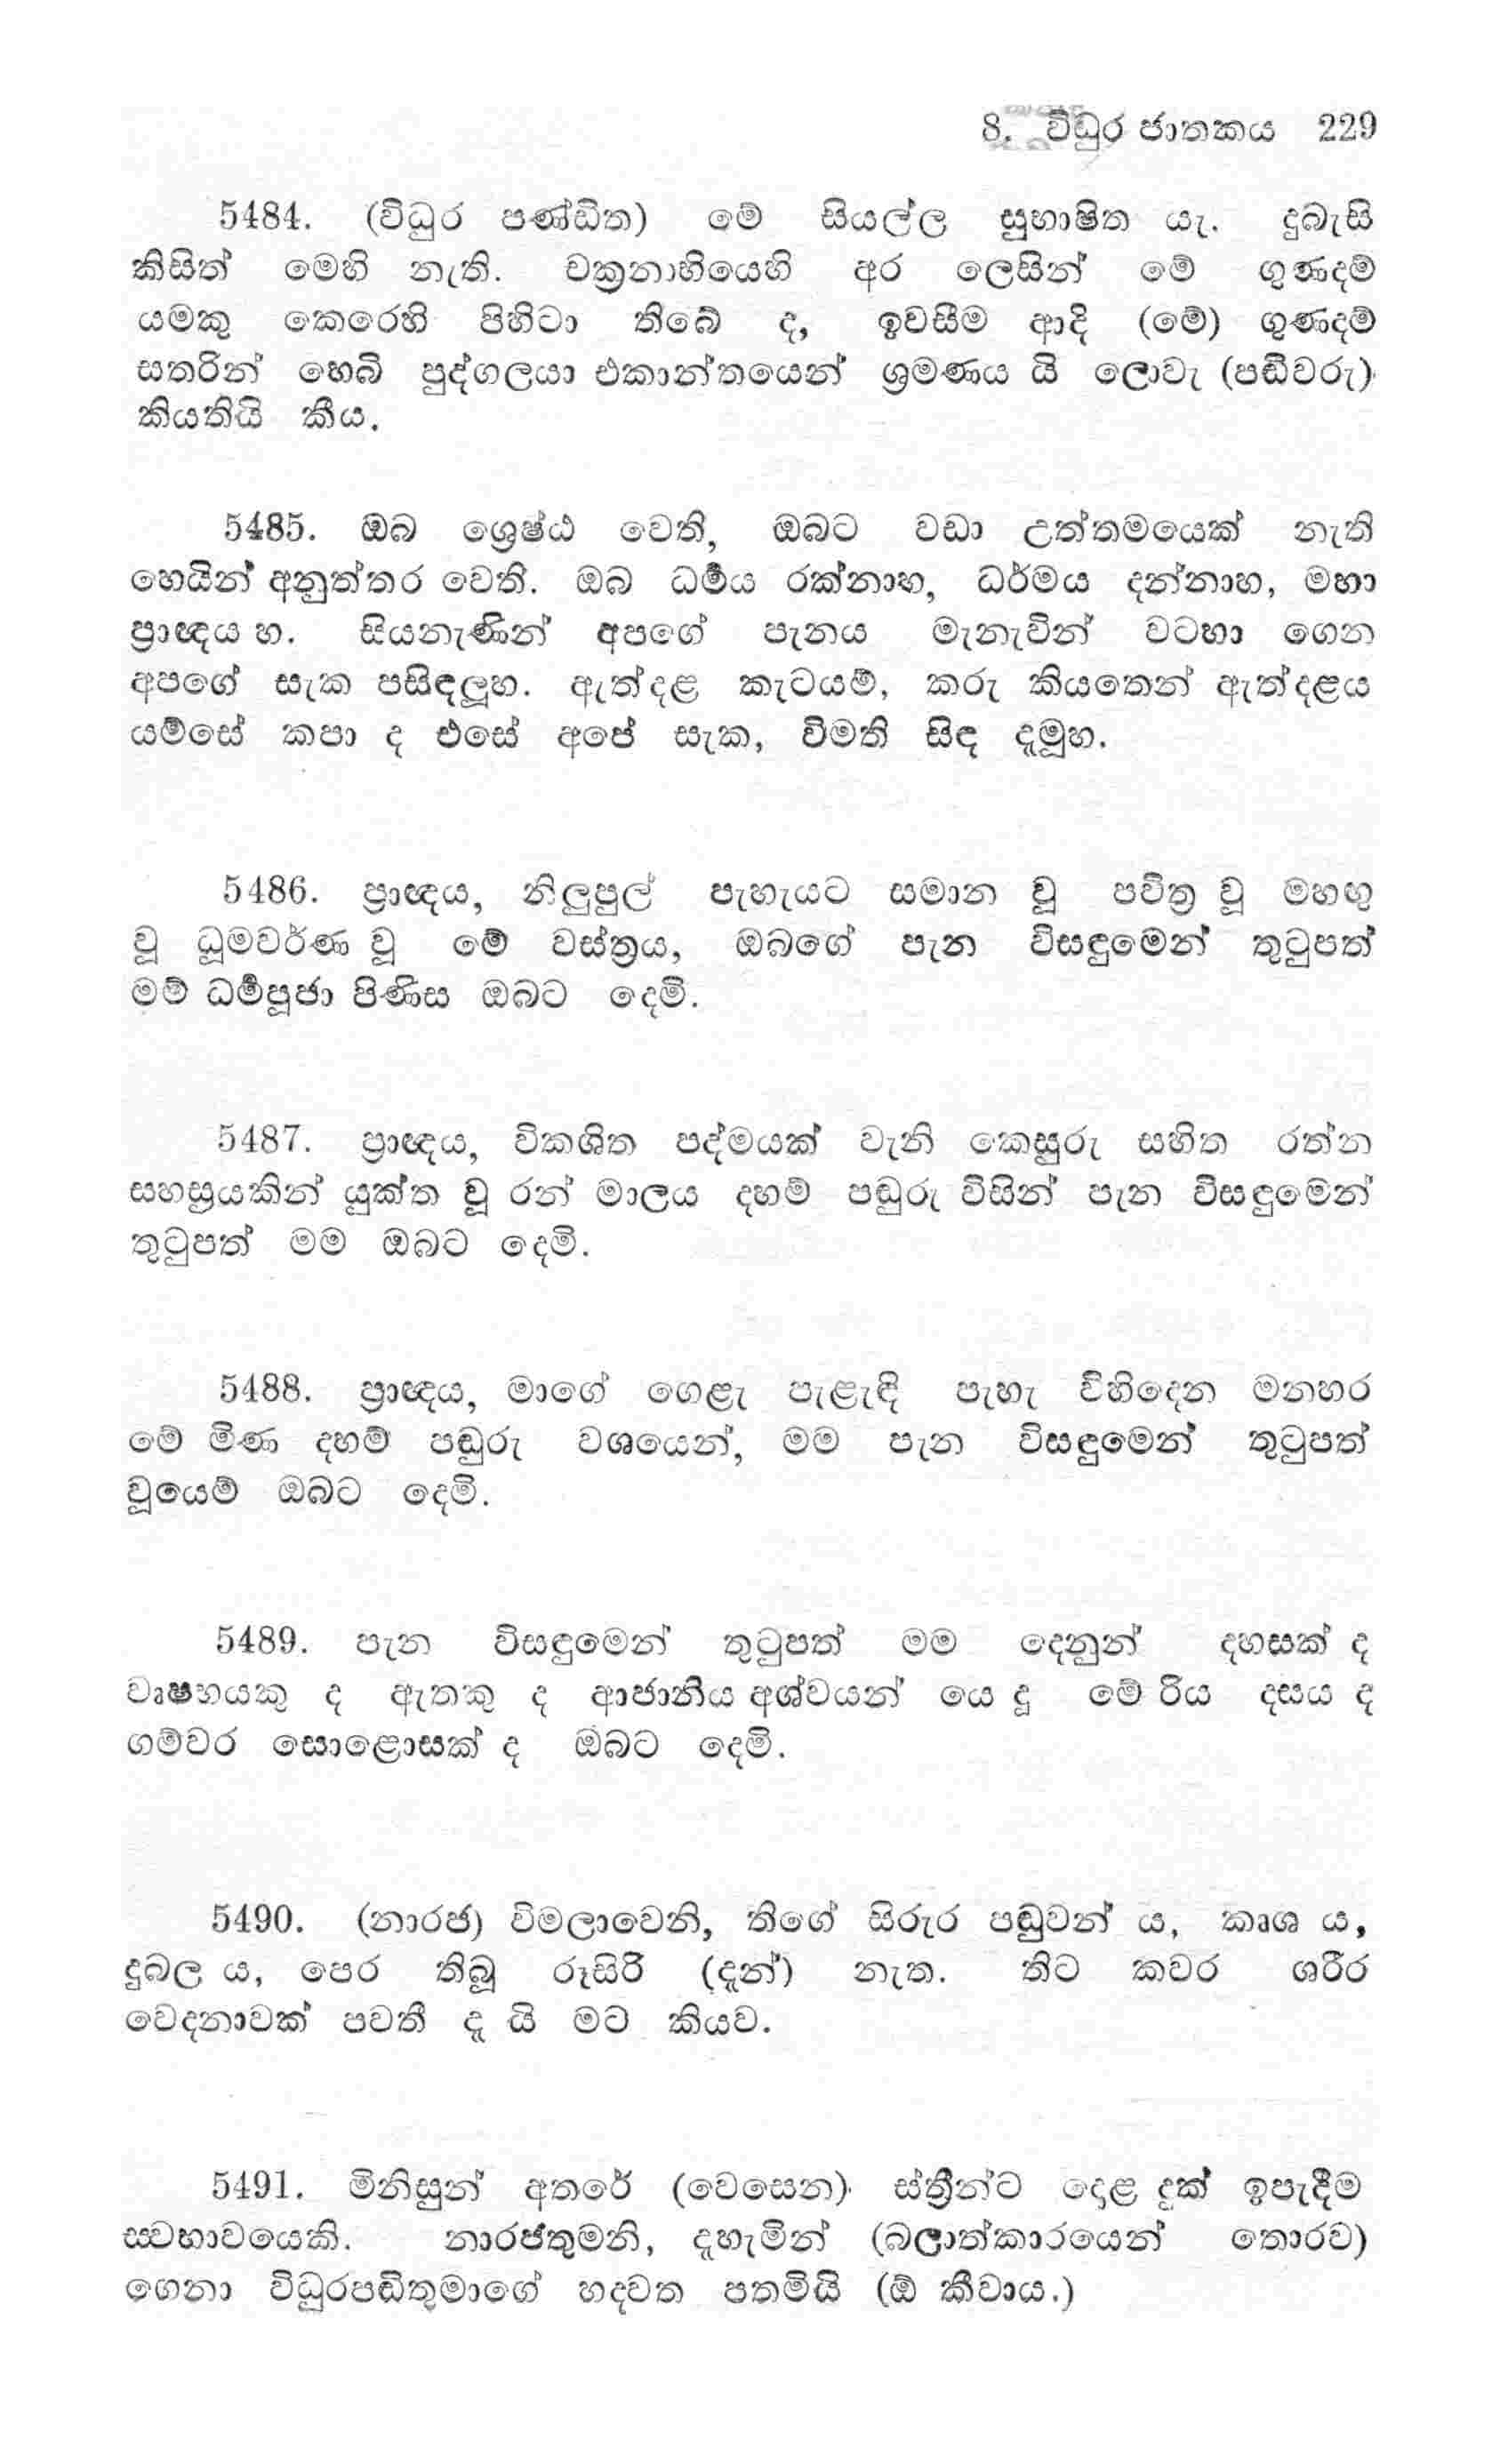 8. විධුර ජාතකය 229
5484. (විධුර පණ්ඩිත) මේ සියල්ල සුභාෂිත යැ. දුබැසි
කිසිත් මෙහි නැති. චක්‍රනාභියෙහි අර ලෙසින් මේ ගුණදම්
යමකු කෙරෙහි පිහිටා තිබේ ද, ඉවසීම ආදි (මේ) ගුණදම්
සතරින් හෙබි පුද්ගලයා එකාන්තයෙන් ශ්‍රමණය යි ලොවැ (පඬිවරු)
කියතියි කීය.
5485. ඔබ ශ්‍රෙෂ්ඨ වෙති, ඔබට වඩා උත්තමයෙක් නැති
හෙයින් අනුත්තර වෙති. ඔබ ධර්‍මය රක්නාහ, ධර්මය දන්නාහ, මහා
ප්‍රාඥය හ. සියනැණින් අපගේ පැනය මැනැවින් වටහා ගෙන
අපගේ සැක පසිඳලූහ. ඇත්දළ කැටයම්, කරු කියතෙන් ඇත්දළය
යම්සේ කපා ද එසේ අපේ සැක, විමති සිඳ දැමූහ.
5486. ප්‍රාඥය, නිලුපුල් පැහැයට සමාන වූ පවිත්‍ර වූ මහඟු
වූ ධූමවර්ණ වූ මේ වස්ත්‍රය, ඔබගේ පැන විසඳුමෙන් තුටුපත්
මම් ධර්‍මපූජා පිණිස ඔබට දෙමි.
5487. ප්‍රාඥය, විකශිත පද්මයක් වැනි කෙසුරු සහිත රත්න
සහස්‍රයකින් යුක්ත වූ රන් මාලය දහම් පඬුරු විසින් පැන විසඳුමෙන්
තුටුපත් මම ඔබට දෙමි.
5488. ප්‍රාඥය, මාගේ ගෙළැ පැළැඳි පැහැ විහිදෙන මනහර
මේ මිණ දහම් පඬුරු වශයෙන්, මම පැන විසඳුමෙන් තුටුපත්
වූයෙම් ඔබට දෙමි.
5489. පැන විසඳුමෙන් තුටුපත් මම දෙනුන් දහසක් ද
වෘෂභයකු ද ඇතකු ද ආජානීය අශ්වයන් යෙ දූ මේ රිය දසය ද
ගම්වර සොළොසක් ද ඔබට දෙමි.
5490. (නාරජ) විමලාවෙනි, තිගේ සිරුර පඬුවන් ය, කෘශ ය,
දුබල ය, පෙර තිබූ රූසිරි (දැන්) නැත. තිට කවර ශරීර
වෙදනාවක් පවතී දැ යි මට කියව.
5491. මිනිසුන් අතරේ (වෙසෙන) ස්ත්‍රීන්ට දොළ දුක් ඉපැදීම
ස්වභාවයෙකි. නාරජතුමනි, දැහැමින් (බලාත්කාරයෙන් තොරව)
ගෙනා විධුරපඬිතුමාගේ හදවත පතමියි (ඕ කීවාය.)